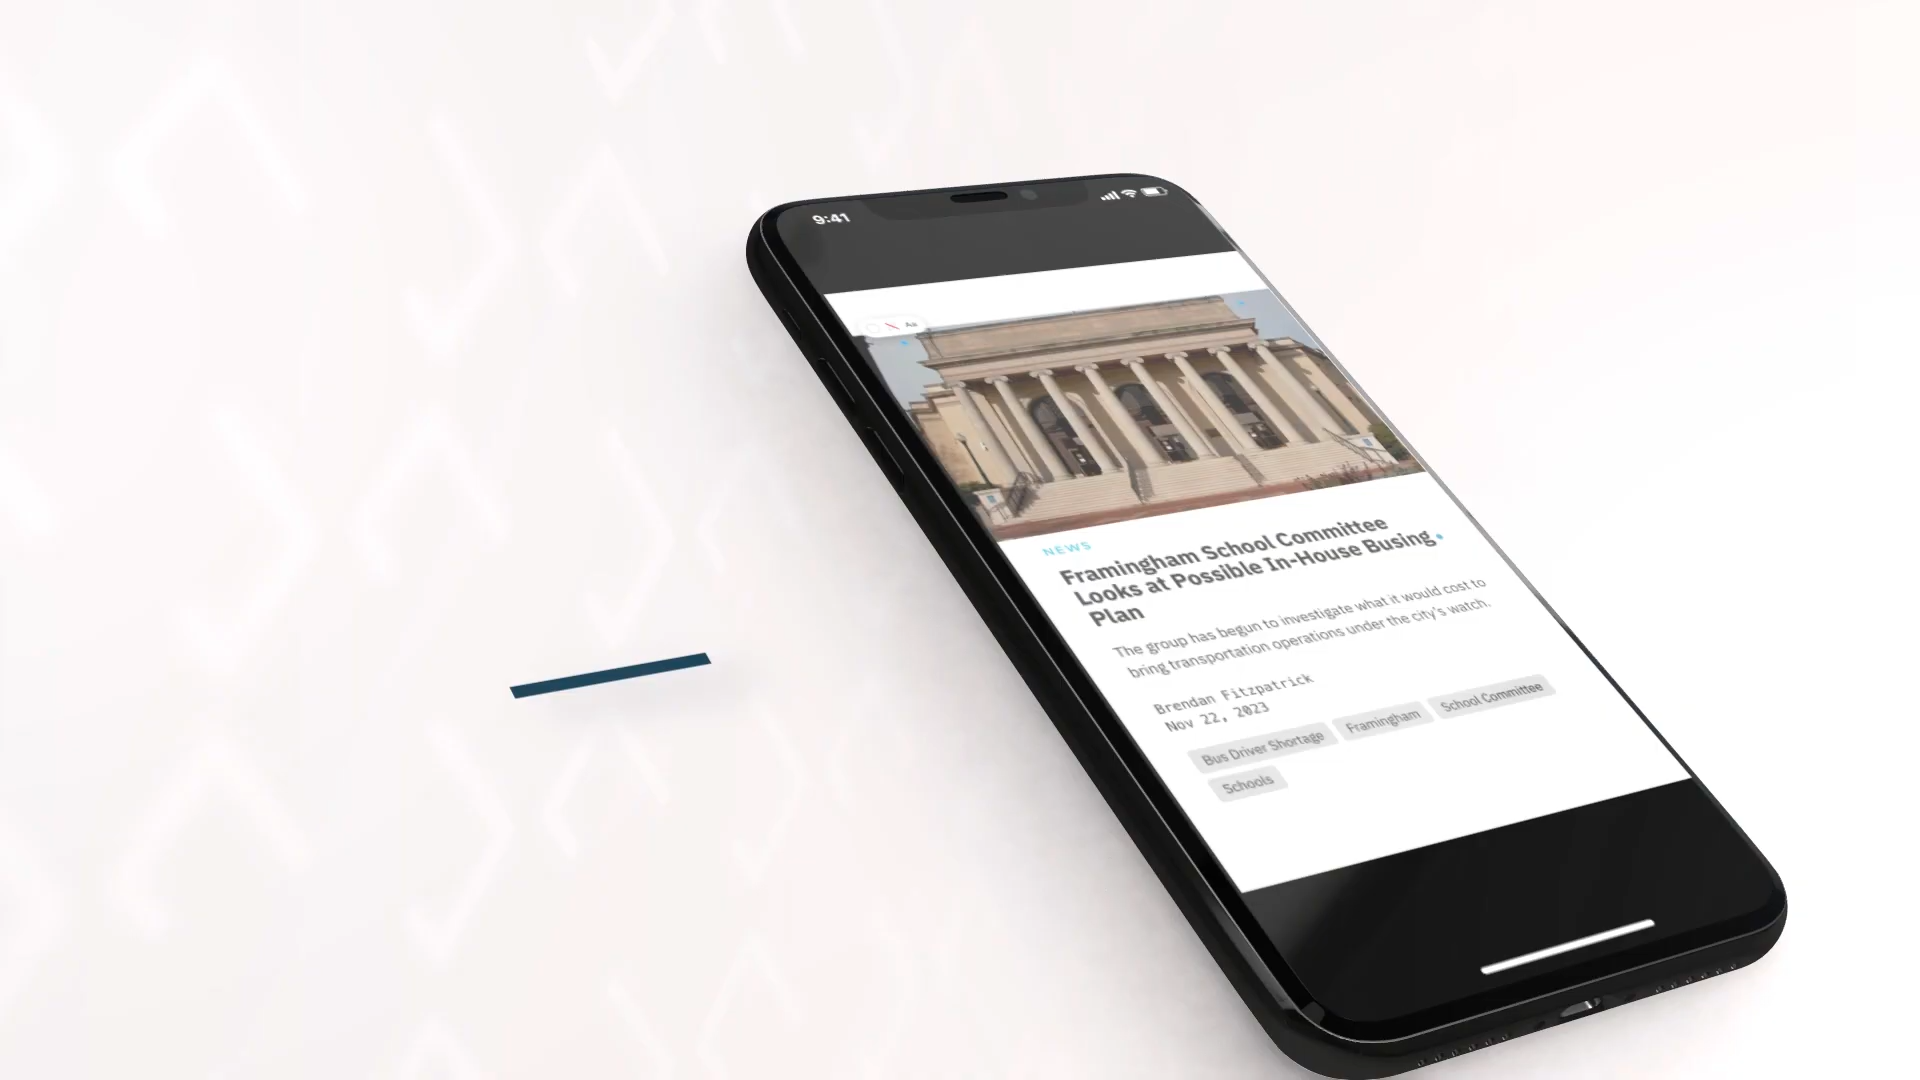 9:41
Aa
NEWS
Framingham School Committee
Looks at Possible In-House Busing
Plan
The group has begun to investigate what it would cost to
bring transportation operations under the city's watch.
Brendan Fitzpatrick
Nov 22, 2023
Bus Driver Shortage Framingham School Committee
Schools